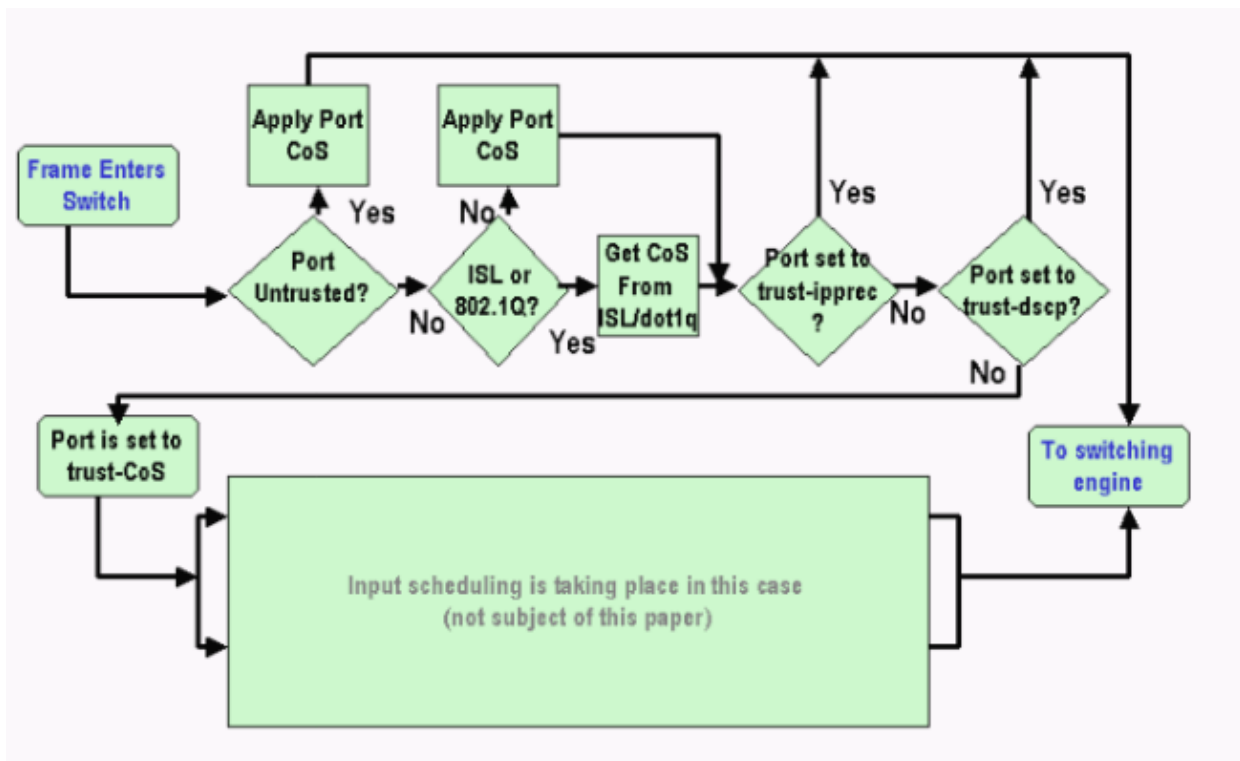 Frame Enters
Switch
Apply Port
CoS
Yes
Port
Untrusted?
No
Apply Port
CoS
No
ISL or
802.1Q?
Yes
Get CoS
From
ISL/dot1q
Port set to
trust-ipprec
?
Yes
No
Port set to
trust-dscp?
Yes
No
Port is set to
trust-CoS
Input scheduling is taking place in this case
(not subject of this paper)
To switching
engine